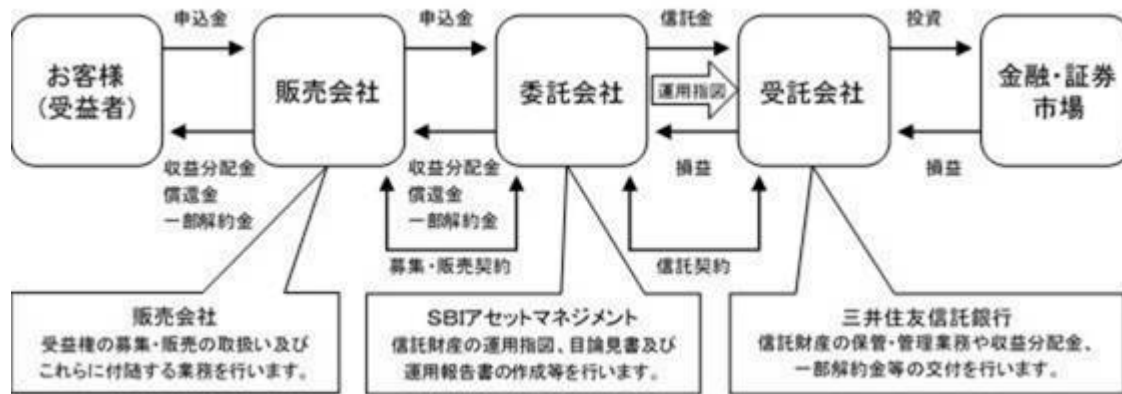 申込金
申込金
信託金
投資
お客様
(受益者)
販売会社
委託会社
運用指図
受託会社
金融・証券
市場
収益分配金
償還金
一部解約金
収益分配金
償還金
一部解約金
損益
損益
募集・販売契約
信託契約
販売会社
受益権の募集・販売の取扱い及び
これらに付随する業務を行います。
SBIアセットマネジメント
信託財産の運用指図、目論見書及び
運用報告書の作成等を行います。
三井住友信託銀行
信託財産の保管・管理業務や収益分配金、
一部解約金等の交付を行います。